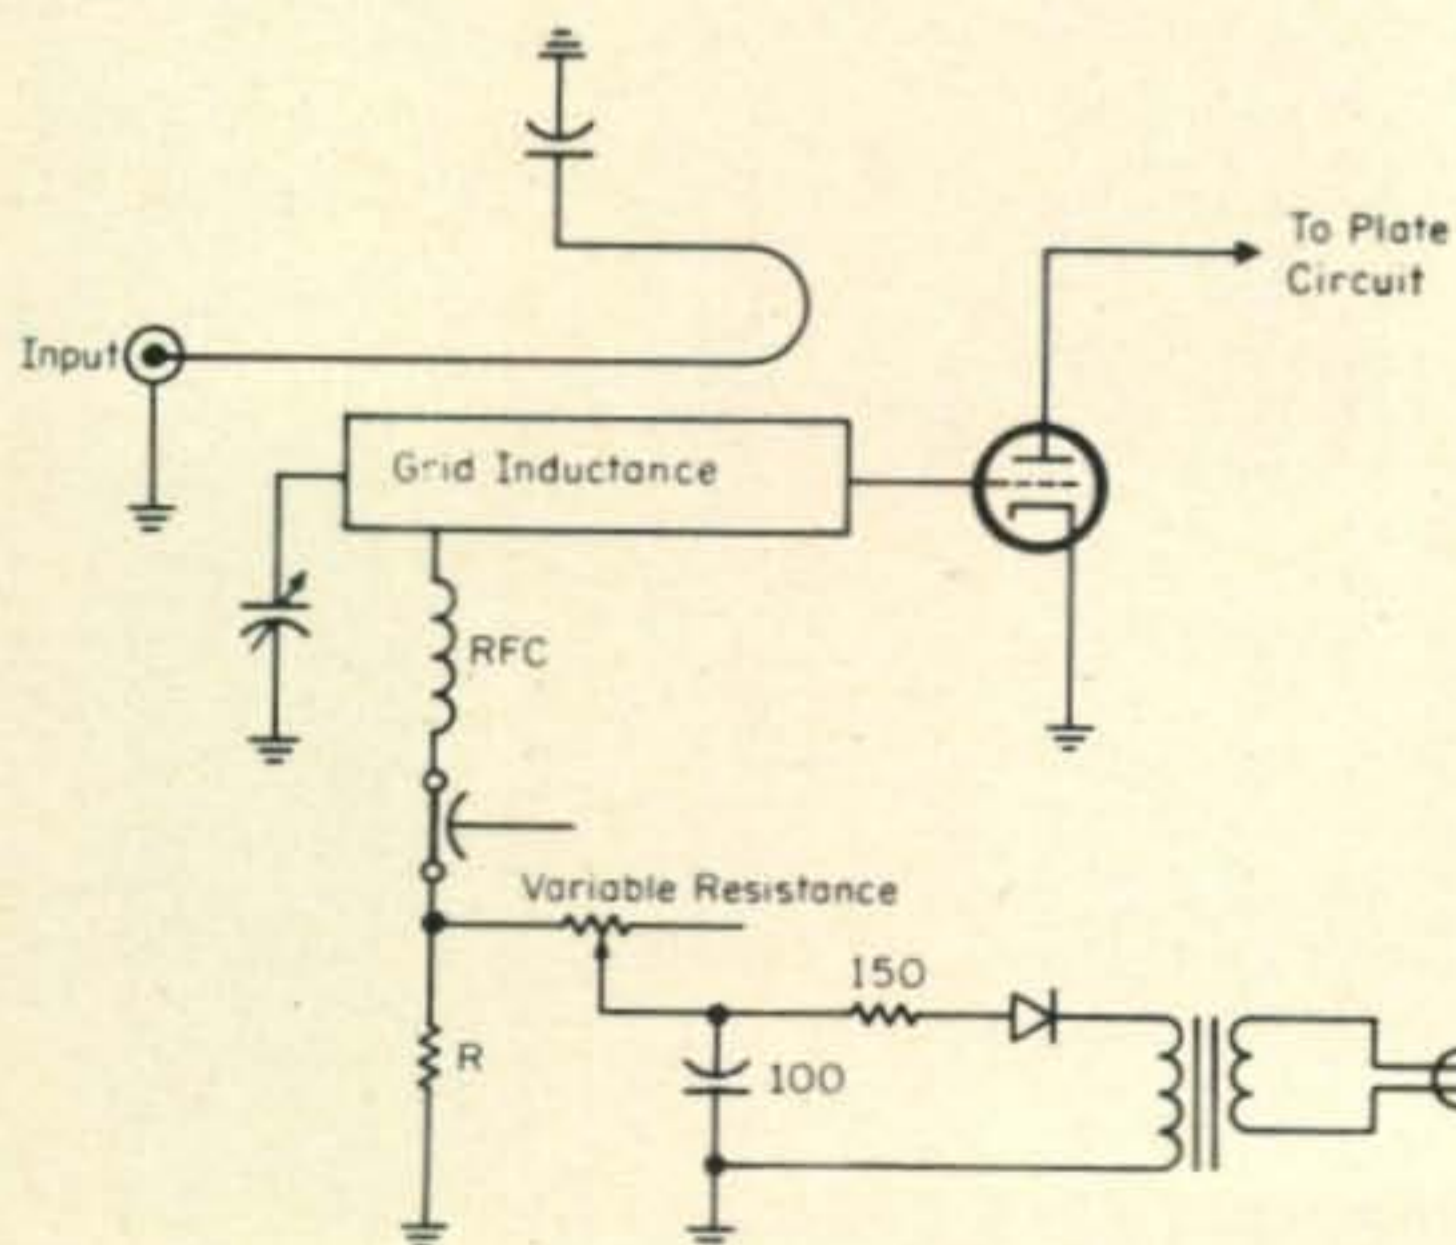 To Plate
Circuit
Input
Grid Inductance
RFC
Variable Resistance
150
R
100